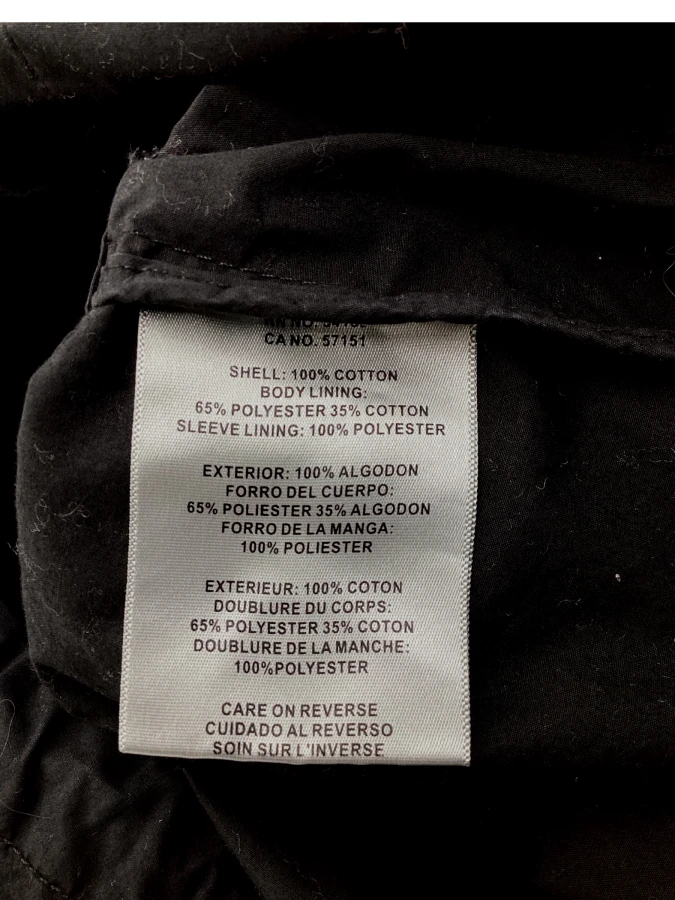 CA NO. 57151
SHELL: 100% COTTON
BODY LINING:
65% POLYESTER 35% COTTON
SLEEVE LINING: 100% POLYESTER
EXTERIOR: 100% ALGODON
FORRO DEL CUERPO:
65% POLIESTER 35% ALGODON
FORRO DE LA MANGA:
100% POLIESTER
EXTERIEUR: 100% COTON
DOUBLURE DU CORPS:
65% POLYESTER 35% COTON
DOUBLURE DE LA MANCHE:
100%POLYESTER
CARE ON REVERSE
CUIDADO AL REVERSO
SOIN SUR L'INVERSE